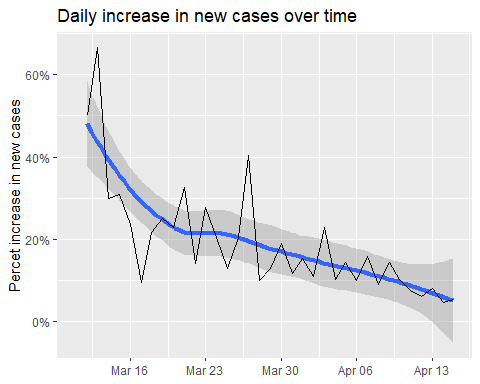 Daily increase in new cases over time
Percet increase in new cases
60%
40%
20%
0%
Mar 16 Mar 23 Mar 30 Apr 06 Apr 13